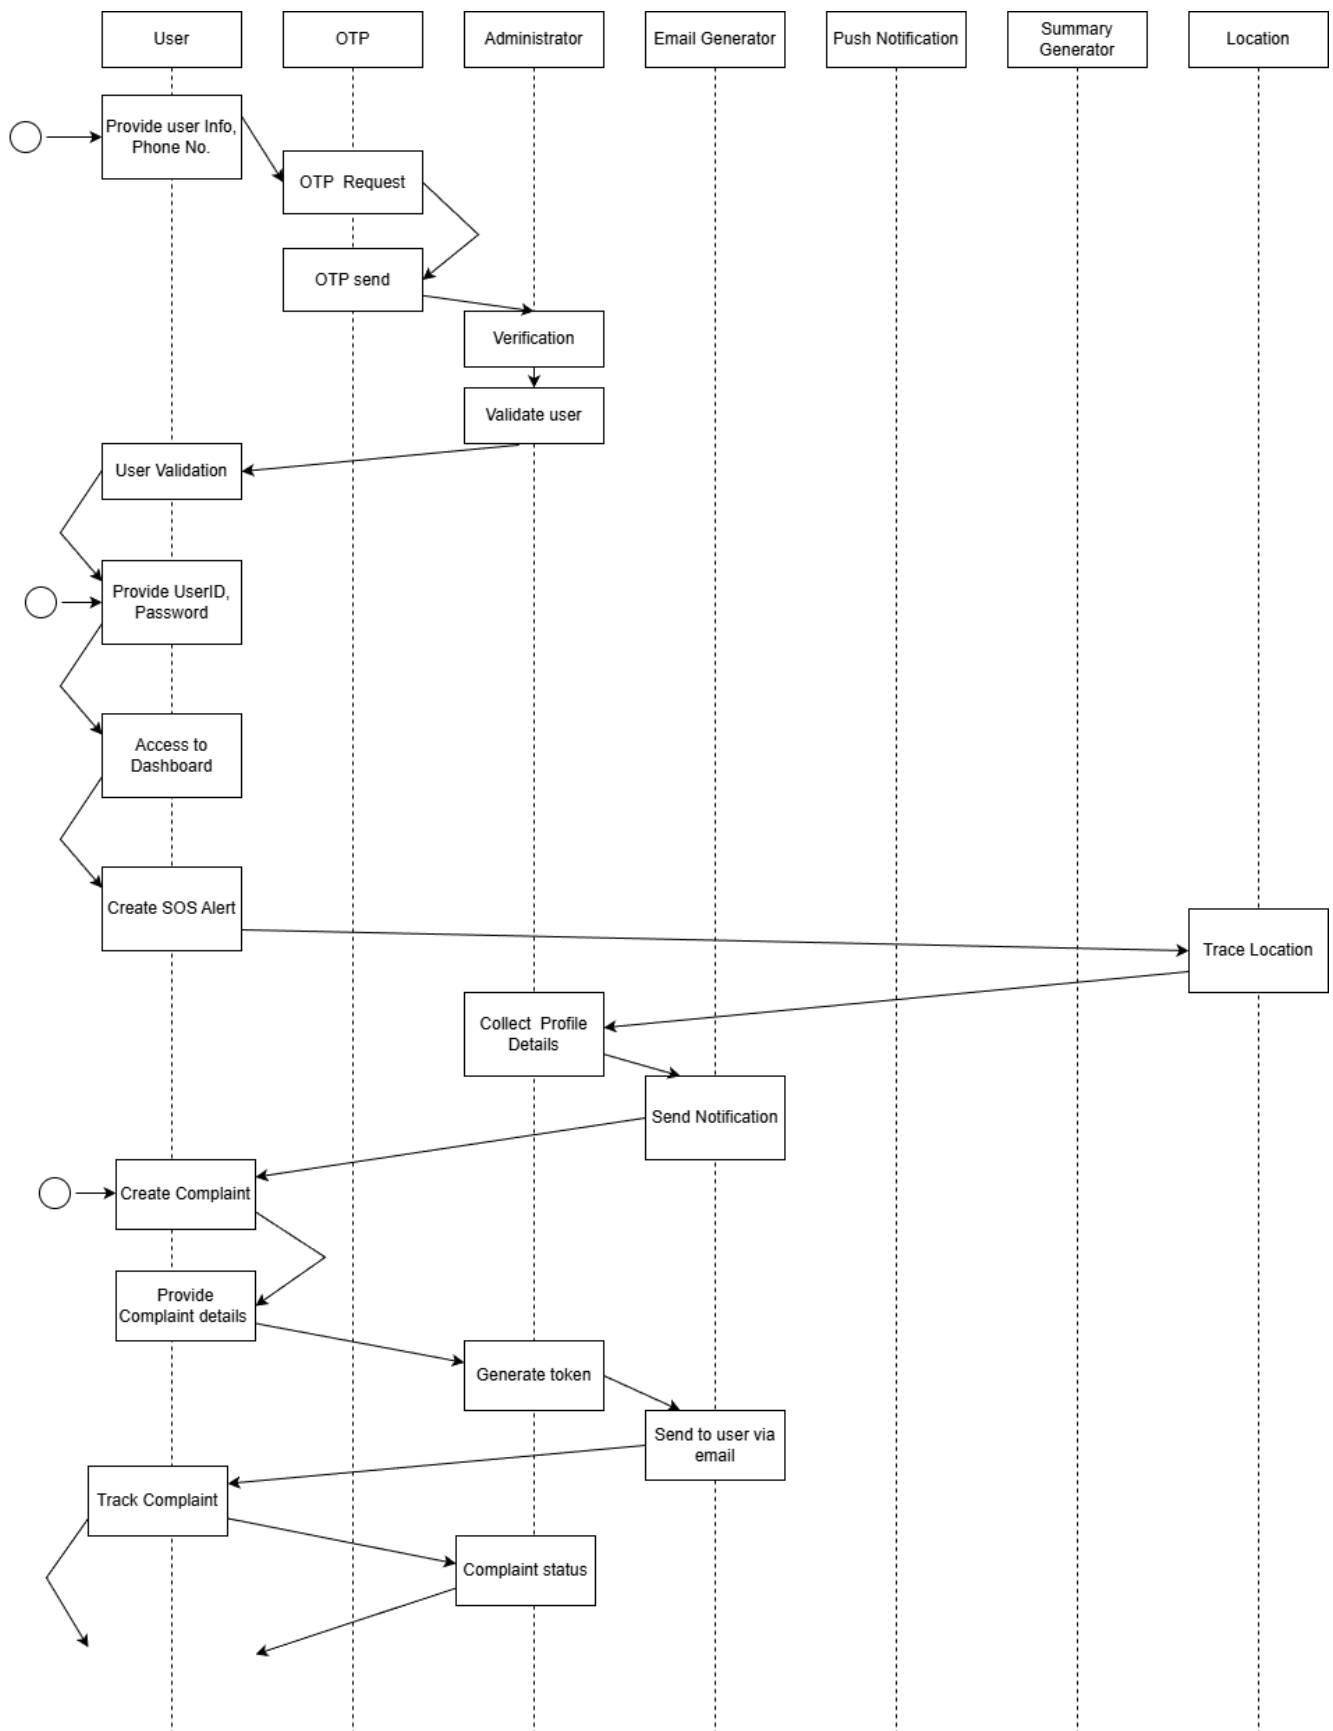 User
OTP
Administrator
Email Generator
Push Notification
Summary
Generator
Location
Provide user Info,
Phone No.
OTP  Request
OTP send
Verification
Validate user
User Validation
Provide UserID,
Password
Access to
Dashboard
Create SOS Alert
Trace Location
Collect  Profile
Details
Send Notification
Create Complaint
Provide
Complaint details
Generate token
Send to user via
email
Track Complaint
Complaint status